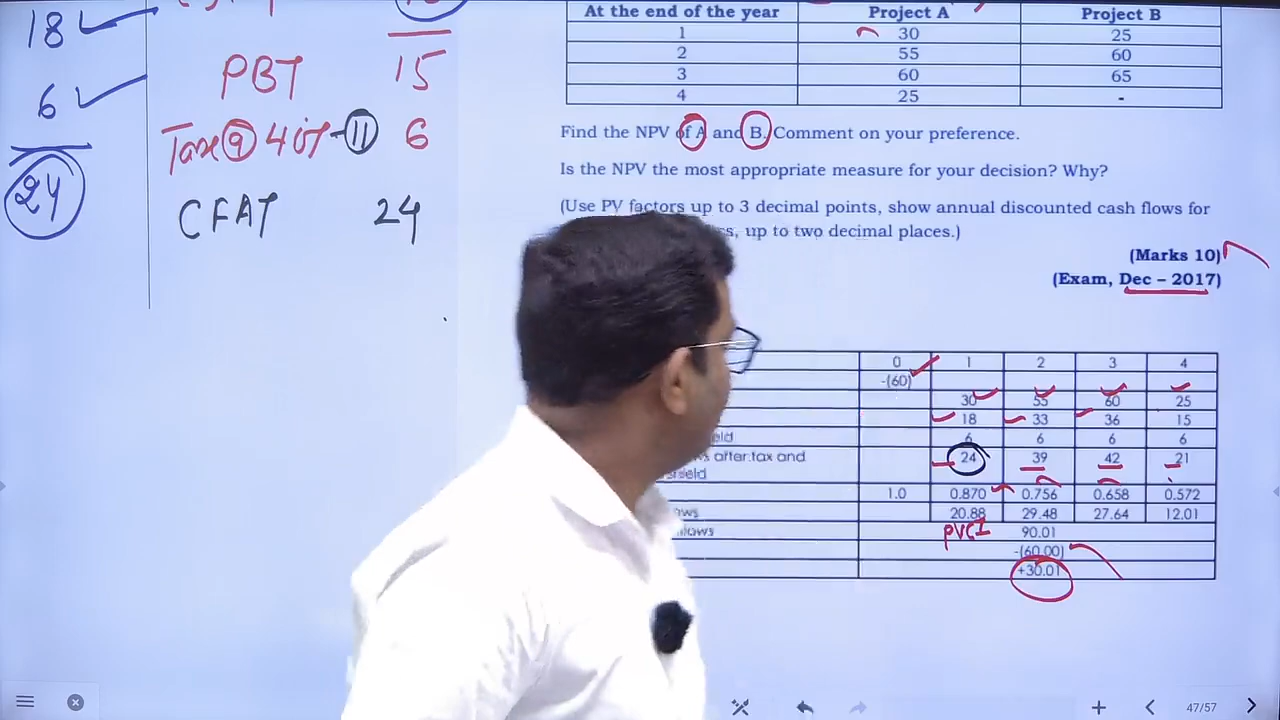 18
6
24
15
PBT 15
Tax @ 40% - 11 6
CFAT 24
At the end of the year Project A Project B
1 30 25
2 55 60
3 60 65
4 25 -
Find the NPV of A and B. Comment on your preference.
Is the NPV the most appropriate measure for your decision? Why?
(Use PV factors up to 3 decimal points, show annual discounted cash flows for
, up to two decimal places.)
(Marks 10)
(Exam, Dec – 2017)
0 1 2 3 4
-(60)
30 55 60 25
18 33 36 15
6 6 6 6
after tax and 24 39 42 21
1.0 0.870 0.756 0.658 0.572
20.88 29.48 27.64 12.01
PVCI 90.01
-(60.00)
+30.01
47/57